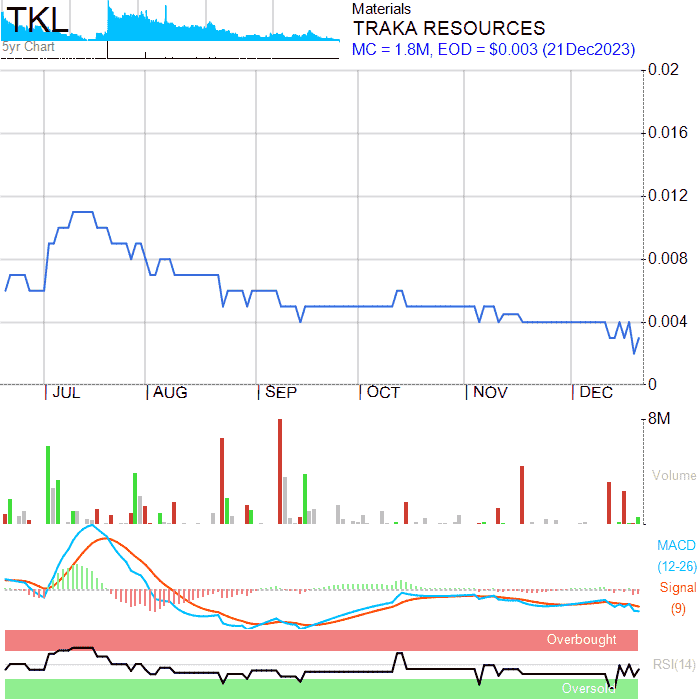 TKL
5yr Chart
Materials
TRAKA RESOURCES
MC = 1.8M, EOD = $0.003 (21Dec2023)
0.02
0.016
0.012
0.008
0.004
0
JUL AUG SEP OCT NOV DEC
8M
Volume
MACD
(12-26)
Signal
(9)
Overbought
RSI(14)
Oversold